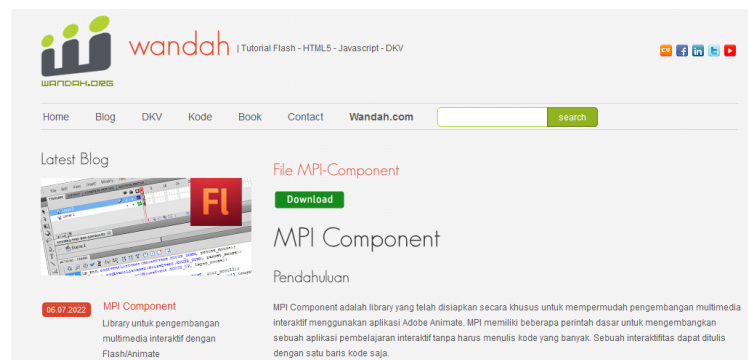 WANDAH.ORG
wandah | Tutorial Flash - HTML5 - Javascript - DKV
Home Blog DKV Kode Book Contact Wandah.com search
Latest Blog
Fl
06.07.2022
MPI Component
Library untuk pengembangan
multimedia interaktif dengan
Flash/Animate
File MPI-Component
Download
MPI Component
Pendahuluan
MPI Component adalah library yang telah disiapkan secara khusus untuk mempermudah pengembangan multimedia
interaktif menggunakan aplikasi Adobe Animate. MPI memiliki beberapa perintah dasar untuk mengembangkan
sebuah aplikasi pembelajaran interaktif tanpa harus menulis kode yang banyak. Sebuah interaktifitas dapat ditulis
dengan satu baris kode saja.